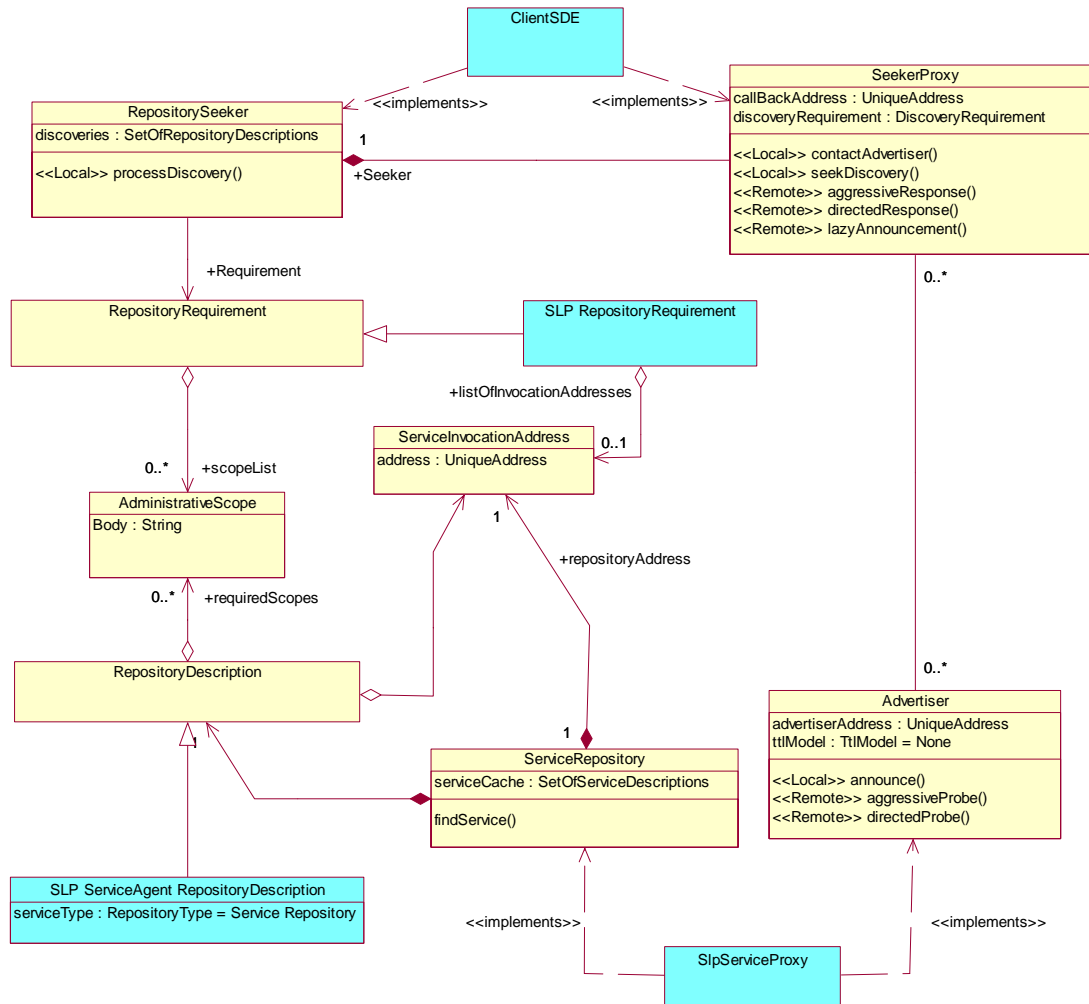 ClientSDE
<<implements>>
<<implements>>
SeekerProxy
callBackAddress : UniqueAddress
discoveryRequirement : DiscoveryRequirement
<<Local>> contactAdvertiser()
<<Local>> seekDiscovery()
<<Remote>> aggressiveResponse()
<<Remote>> directedResponse()
<<Remote>> lazyAnnouncement()
RepositorySeeker
discoveries : SetOfRepositoryDescriptions
<<Local>> processDiscovery()
1
+Seeker
+Requirement
0..*
RepositoryRequirement
SLP RepositoryRequirement
+listOfInvocationAddresses
0..1
ServiceInvocationAddress
address : UniqueAddress
0..*
+scopeList
AdministrativeScope
Body : String
1
+repositoryAddress
0..*
+requiredScopes
RepositoryDescription
0..*
Advertiser
advertiserAddress : UniqueAddress
ttlModel : TtlModel = None
<<Local>> announce()
<<Remote>> aggressiveProbe()
<<Remote>> directedProbe()
1
1
ServiceRepository
serviceCache : SetOfServiceDescriptions
findService()
SLP ServiceAgent RepositoryDescription
serviceType : RepositoryType = Service Repository
<<implements>>
<<implements>>
SlpServiceProxy